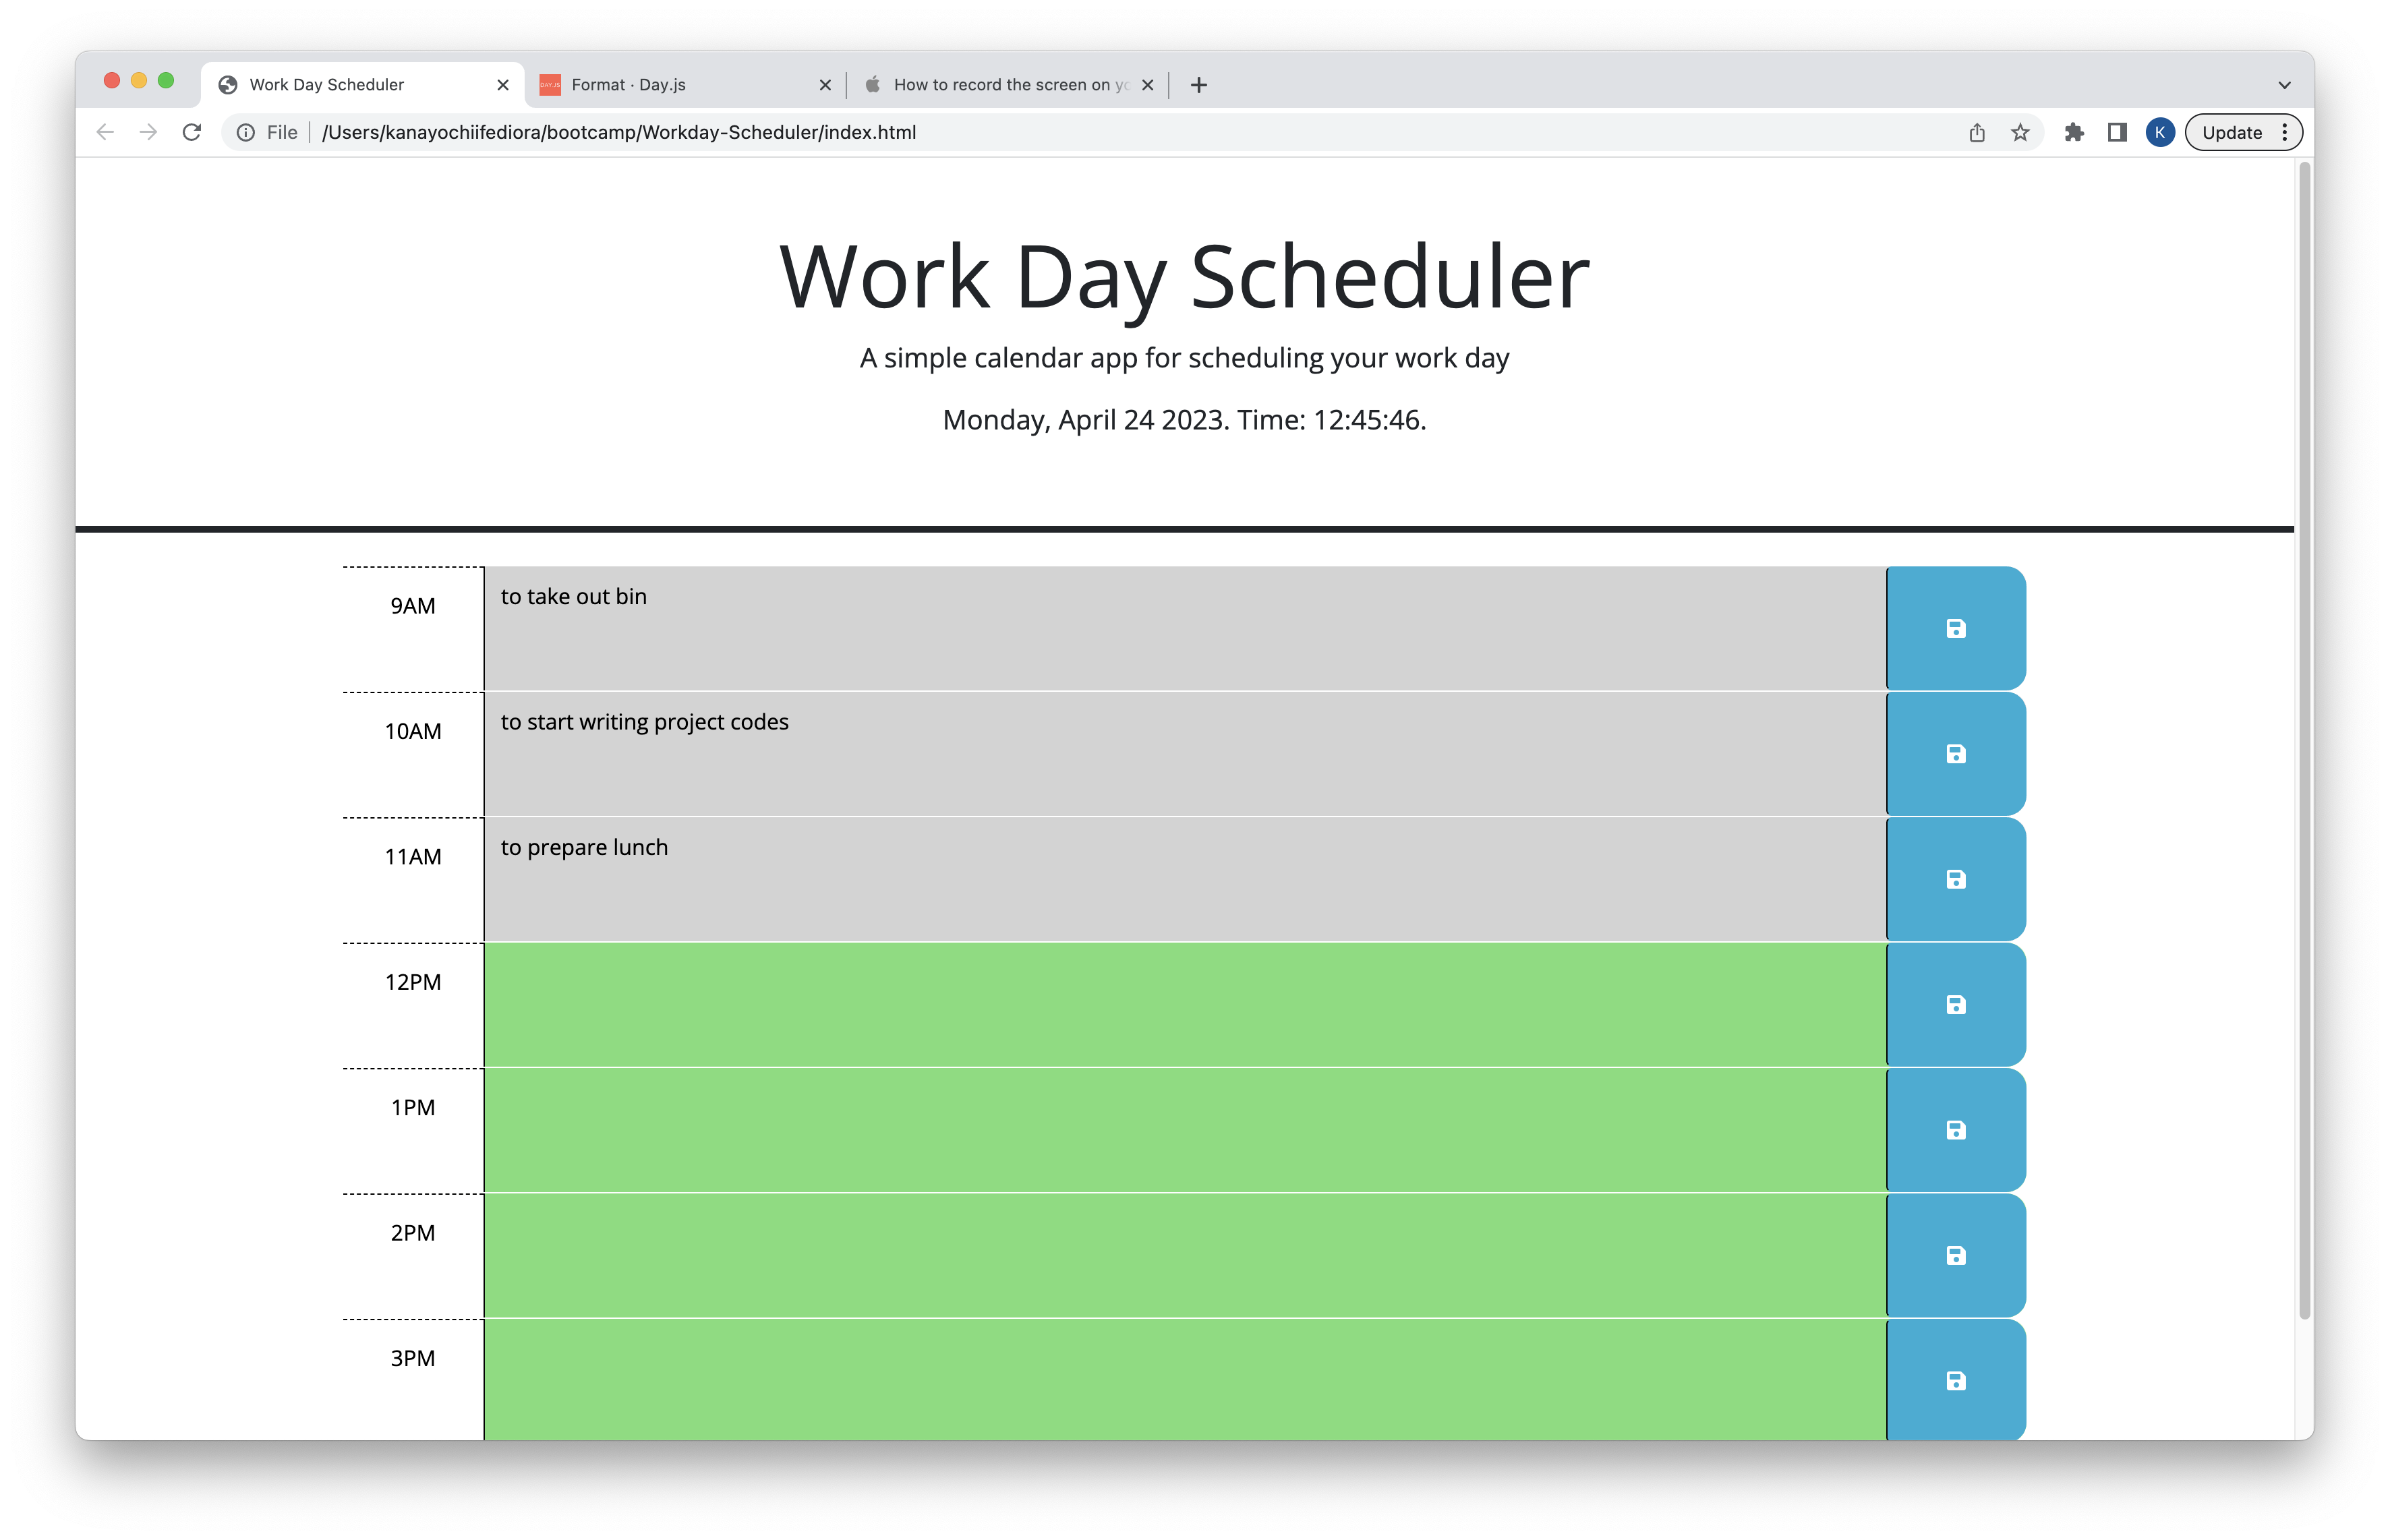 Work Day Scheduler
DAY.JS Format · Day.js
How to record the screen on yo
File /Users/kanayochiifediora/bootcamp/Workday-Scheduler/index.html
K
Update
Work Day Scheduler
A simple calendar app for scheduling your work day
Monday, April 24 2023. Time: 12:45:46.
9AM to take out bin
10AM to start writing project codes
11AM to prepare lunch
12PM
1PM
2PM
3PM